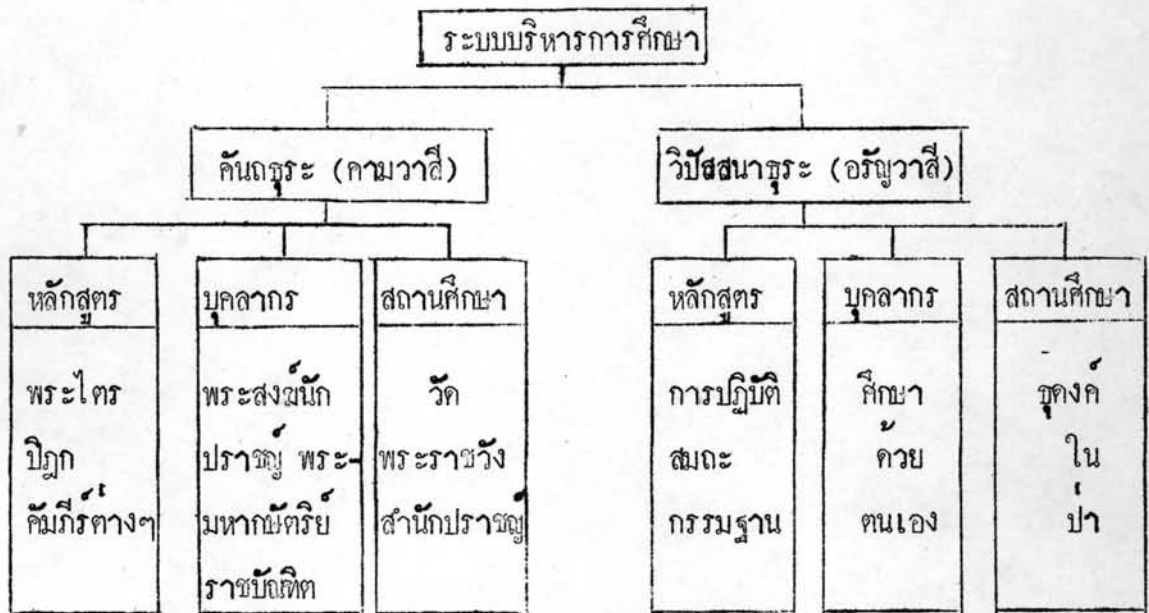 ระบบบริหารการศึกษา
คันถธุระ (คามวาสี)
วิปัสสนาธุระ (อรัญวาสี)
หลักสูตร
พระไตร
ปิฎก
คัมภีร์ต่างๆ
บุคลากร
พระสงฆ์นัก
ปราชญ์ พระ-
มหากษัตริย์
ราชบัณฑิต
สถานศึกษา
วัด
พระราชวัง
สำนักปราชญ์
หลักสูตร
การปฏิบัติ
สมถะ
กรรมฐาน
บุคลากร
ศึกษา
ด้วย
ตนเอง
สถานศึกษา
ธุดงค์
ใน
ป่า